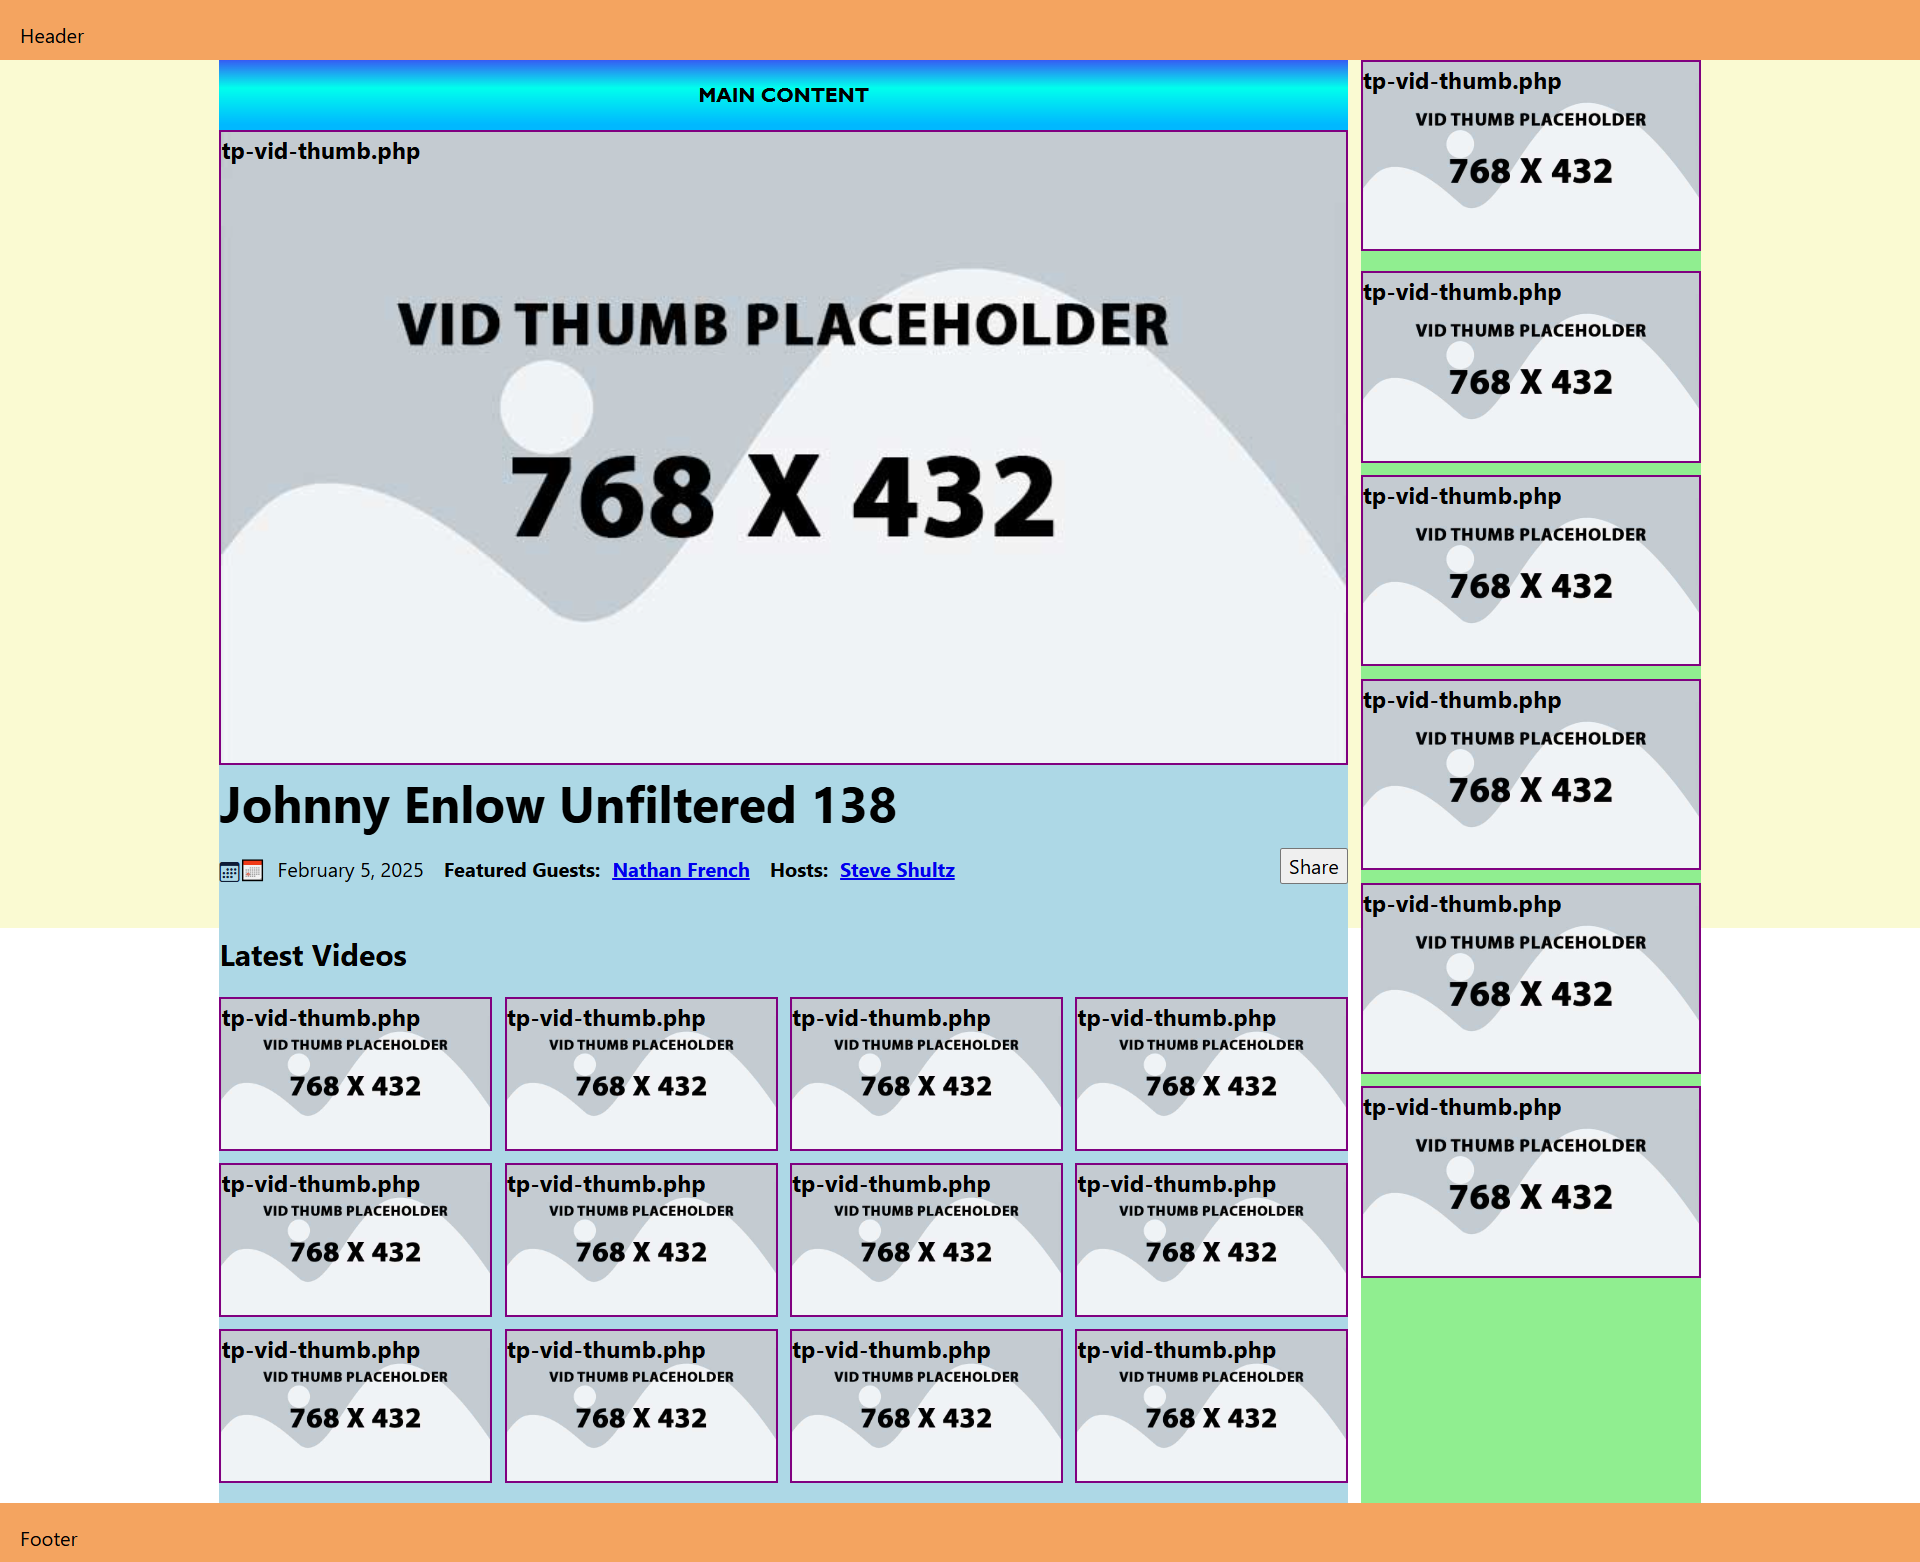 Header
MAIN CONTENT
tp-vid-thumb.php
VID THUMB PLACEHOLDER
768 X 432
Johnny Enlow Unfiltered 138
February 5, 2025 Featured Guests: Nathan French Hosts: Steve Shultz
Share
Latest Videos
tp-vid-thumb.php tp-vid-thumb.php tp-vid-thumb.php tp-vid-thumb.php
VID THUMB PLACEHOLDER VID THUMB PLACEHOLDER VID THUMB PLACEHOLDER VID THUMB PLACEHOLDER
768 X 432 768 X 432 768 X 432 768 X 432
tp-vid-thumb.php tp-vid-thumb.php tp-vid-thumb.php tp-vid-thumb.php
VID THUMB PLACEHOLDER VID THUMB PLACEHOLDER VID THUMB PLACEHOLDER VID THUMB PLACEHOLDER
768 X 432 768 X 432 768 X 432 768 X 432
tp-vid-thumb.php tp-vid-thumb.php tp-vid-thumb.php tp-vid-thumb.php
VID THUMB PLACEHOLDER VID THUMB PLACEHOLDER VID THUMB PLACEHOLDER VID THUMB PLACEHOLDER
768 X 432 768 X 432 768 X 432 768 X 432
tp-vid-thumb.php
VID THUMB PLACEHOLDER
768 X 432
tp-vid-thumb.php
VID THUMB PLACEHOLDER
768 X 432
tp-vid-thumb.php
VID THUMB PLACEHOLDER
768 X 432
tp-vid-thumb.php
VID THUMB PLACEHOLDER
768 X 432
tp-vid-thumb.php
VID THUMB PLACEHOLDER
768 X 432
tp-vid-thumb.php
VID THUMB PLACEHOLDER
768 X 432
Footer